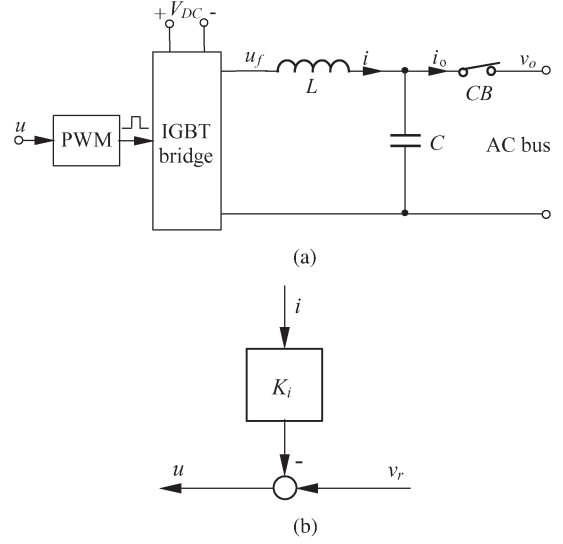 + V_DC -
u_f
i
i_o
v_o
L
CB
u
PWM
IGBT
bridge
C
AC bus
(a)
i
K_i
-
u
v_r
(b)